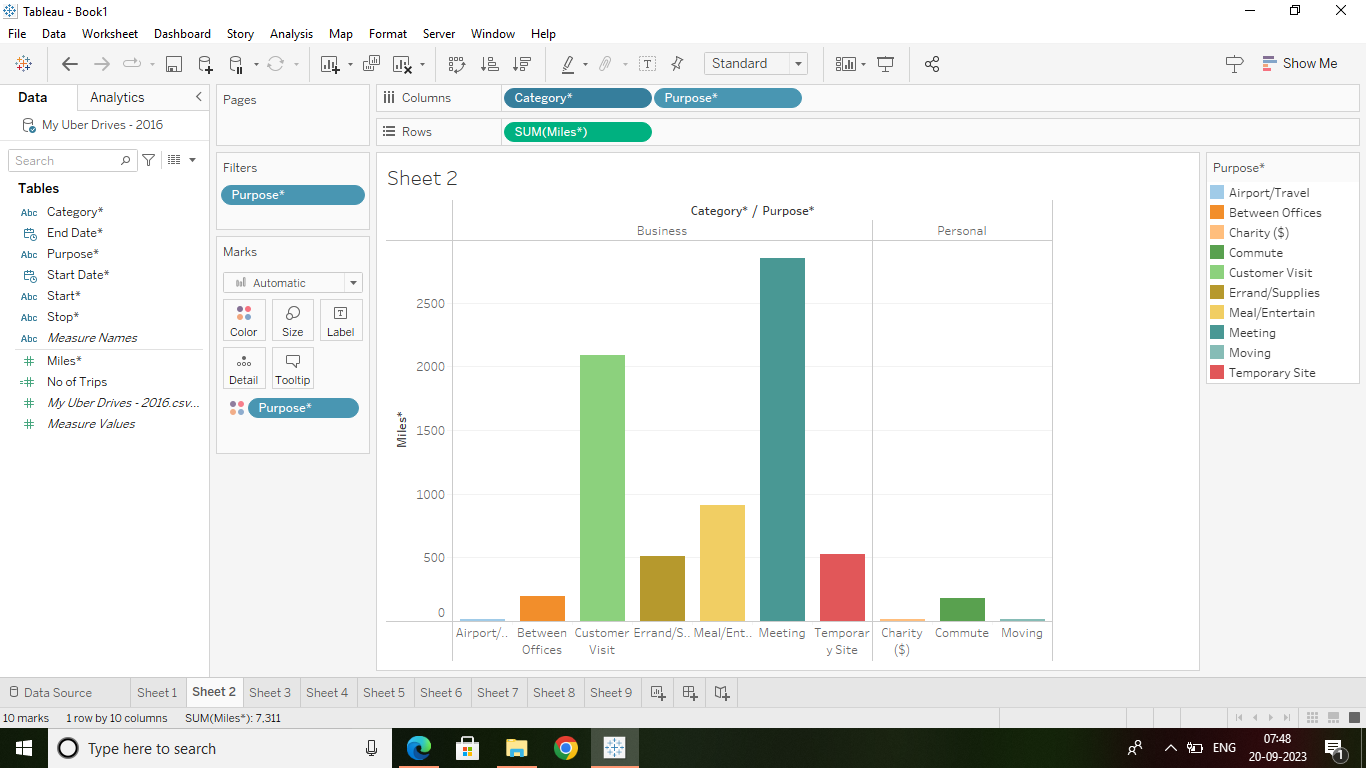 Tableau - Book1
File Data Worksheet Dashboard Story Analysis Map Format Server Window Help
Standard
Show Me
Data Analytics
My Uber Drives - 2016
Search
Tables
Abc Category*
End Date*
Abc Purpose*
Start Date*
Abc Start*
Abc Stop*
Abc Measure Names
Miles*
No of Trips
My Uber Drives - 2016.csv...
Measure Values
Pages
Filters
Purpose*
Marks
Automatic
Color Size Label
Detail Tooltip
Purpose*
Columns Category* Purpose*
Rows SUM(Miles*)
Sheet 2
Category* / Purpose*
Business Personal
Miles*
2500
2000
1500
1000
500
0
Airport/.. Between Offices Customer Visit Errand/S.. Meal/Ent.. Meeting Temporary Site Charity ($) Commute Moving
Purpose*
Airport/Travel
Between Offices
Charity ($)
Commute
Customer Visit
Errand/Supplies
Meal/Entertain
Meeting
Moving
Temporary Site
Data Source Sheet 1 Sheet 2 Sheet 3 Sheet 4 Sheet 5 Sheet 6 Sheet 7 Sheet 8 Sheet 9
10 marks 1 row by 10 columns SUM(Miles*): 7,311
Type here to search
ENG
07:48
20-09-2023
1